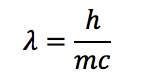 λ = h/mc